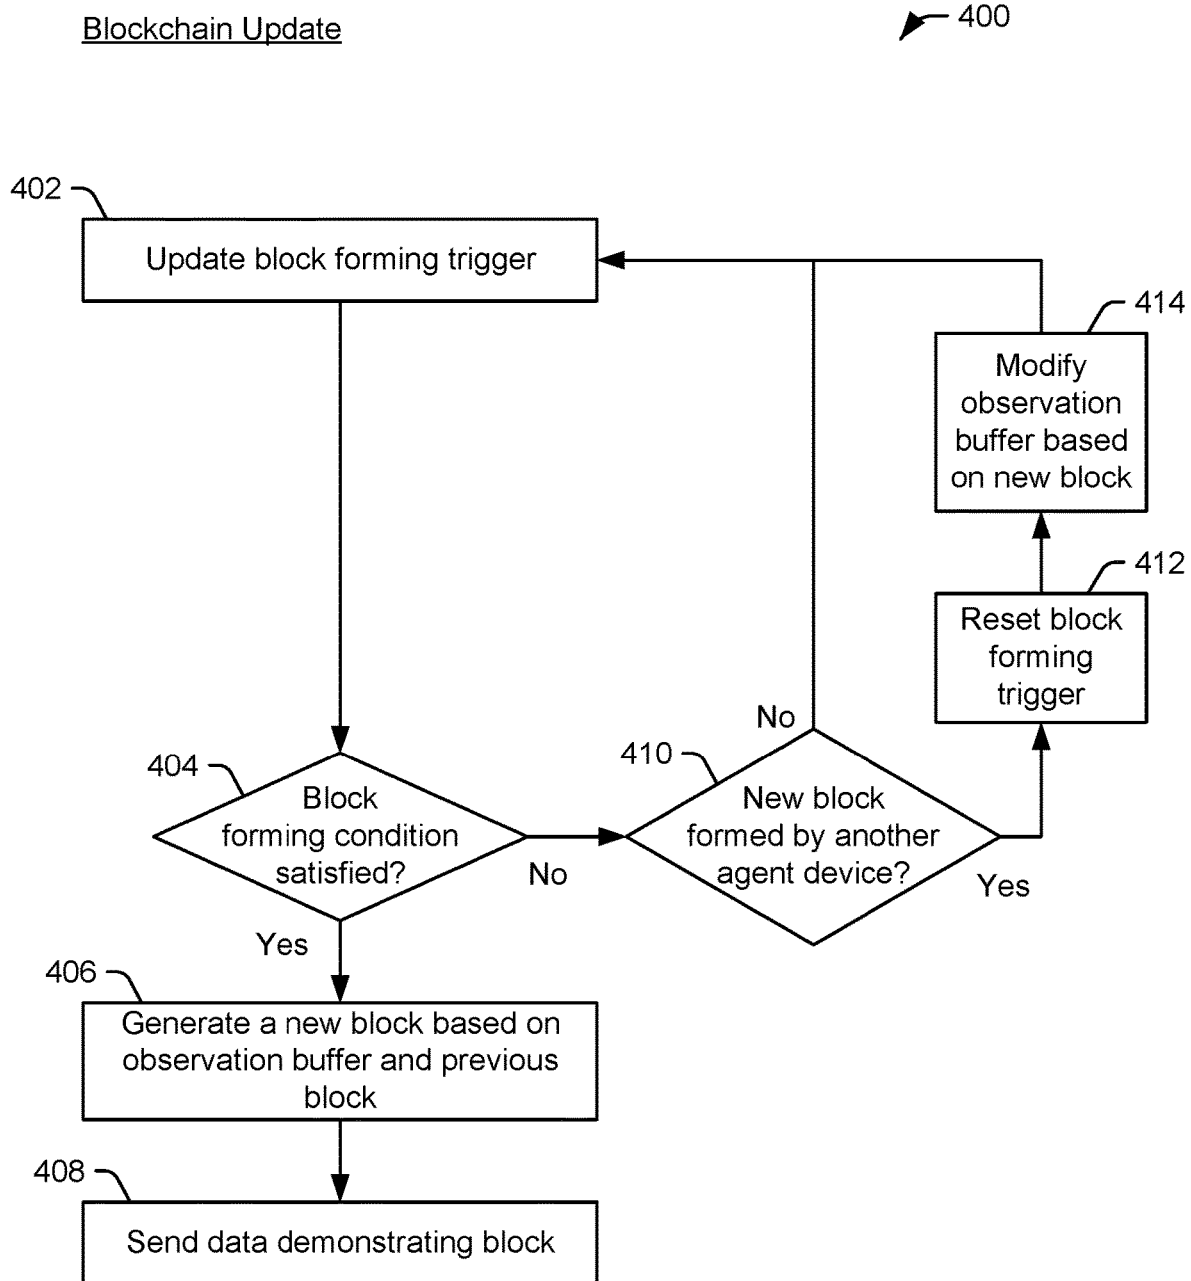 Blockchain Update
400
402
Update block forming trigger
414
Modify
observation
buffer based
on new block
412
Reset block
forming
trigger
No
410
New block
formed by another
agent device?
Yes
404
Block
forming condition
satisfied?
No
Yes
406
Generate a new block based on
observation buffer and previous
block
408
Send data demonstrating block